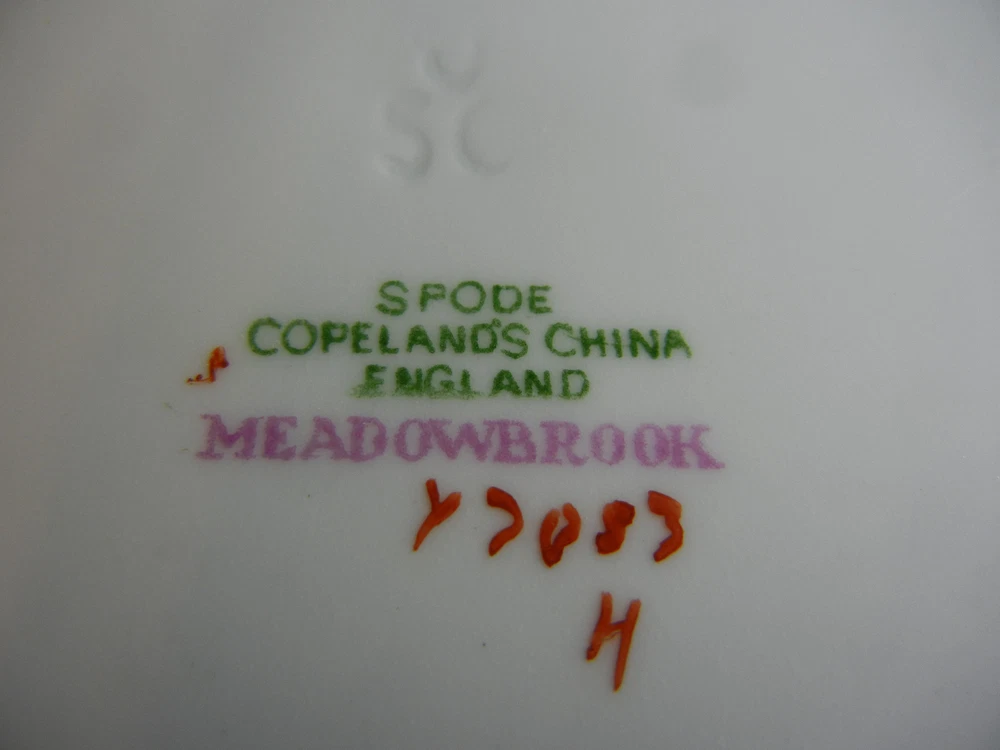 U
S C
SPODE
COPELAND'S CHINA
ENGLAND
MEADOWBROOK
Y7083
H